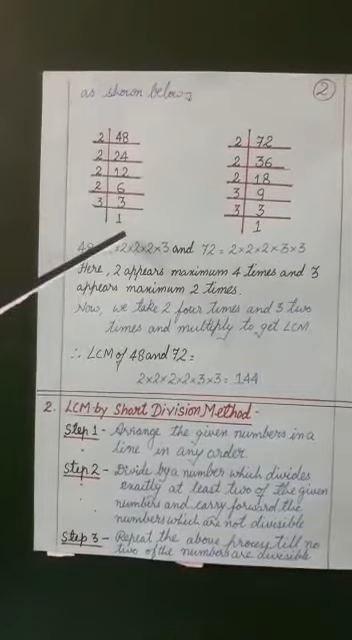 as shown below:-
2
2 | 48
2 | 24
2 | 12
2 | 6
3 | 3
1
2 | 72
2 | 36
2 | 18
3 | 9
3 | 3
1
48 ×2×2×2×3 and 72 = 2×2×2×3×3
Here, 2 appears maximum 4 times and 3
appears maximum 2 times.
Now, we take 2 four times and 3 two
times and multiply to get LCM
∴ LCM of 48 and 72 =
2×2×2×2×3×3 = 144
2. LCM by Short Division Method -
Step 1 - Arrange the given numbers in a
line in any order.
Step 2 - Divide by a number which divides
exactly at least two of the given
numbers and carry forward the
numbers which are not divisible
Step 3 - Repeat the above process till no
two of the numbers are divisible